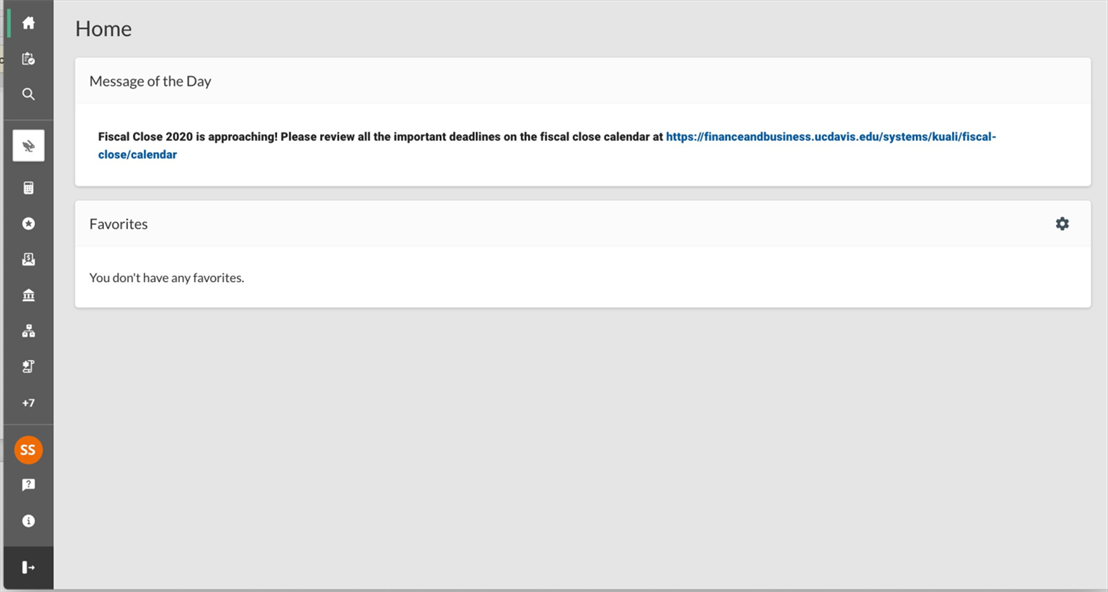 Home
Message of the Day
Fiscal Close 2020 is approaching! Please review all the important deadlines on the fiscal close calendar at https://financeandbusiness.ucdavis.edu/systems/kuali/fiscal-
close/calendar
Favorites
You don't have any favorites.
+7
SS